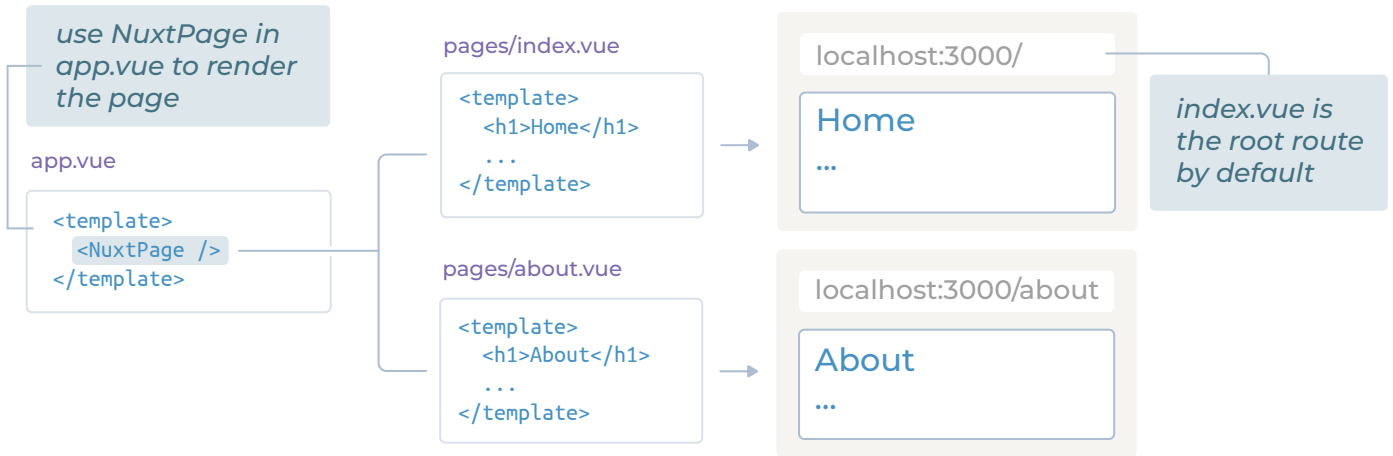 use NuxtPage in
app.vue to render
the page
app.vue
<template>
<NuxtPage />
</template>
pages/index.vue
<template>
<h1>Home</h1>
...
</template>
localhost:3000/
Home
...
index.vue is
the root route
by default
pages/about.vue
<template>
<h1>About</h1>
...
</template>
localhost:3000/about
About
...